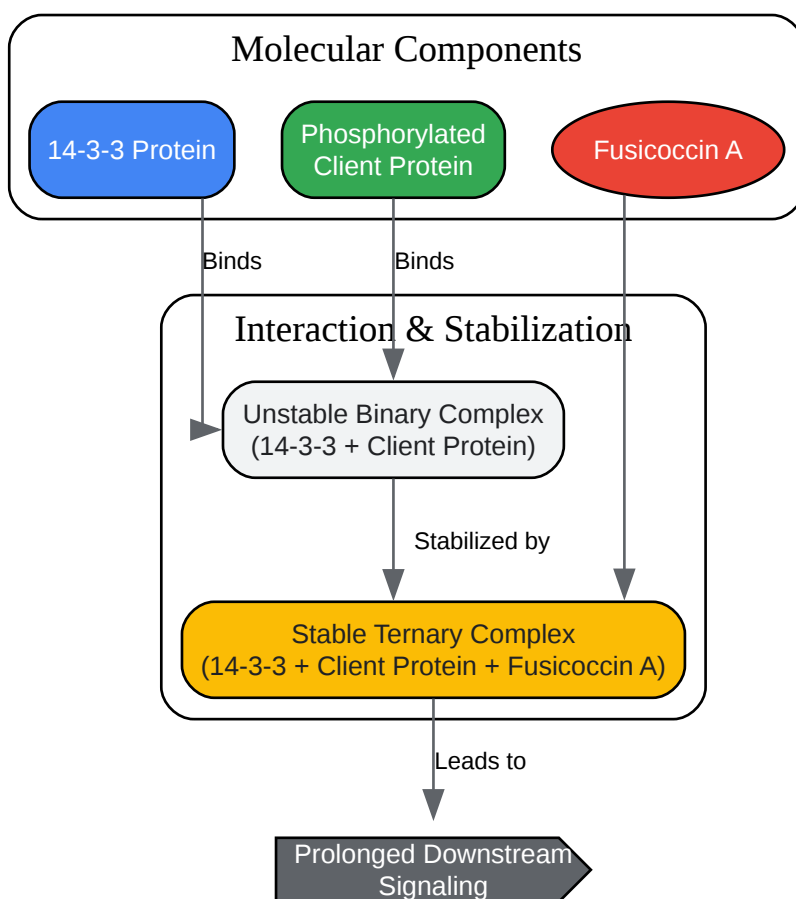 Molecular Components
14-3-3 Protein
Phosphorylated
Client Protein
Fusicoccin A
Binds
Binds
Interaction & Stabilization
Unstable Binary Complex
(14-3-3 + Client Protein)
Stabilized by
Stable Ternary Complex
(14-3-3 + Client Protein + Fusicoccin A)
Leads to
Prolonged Downstream
Signaling